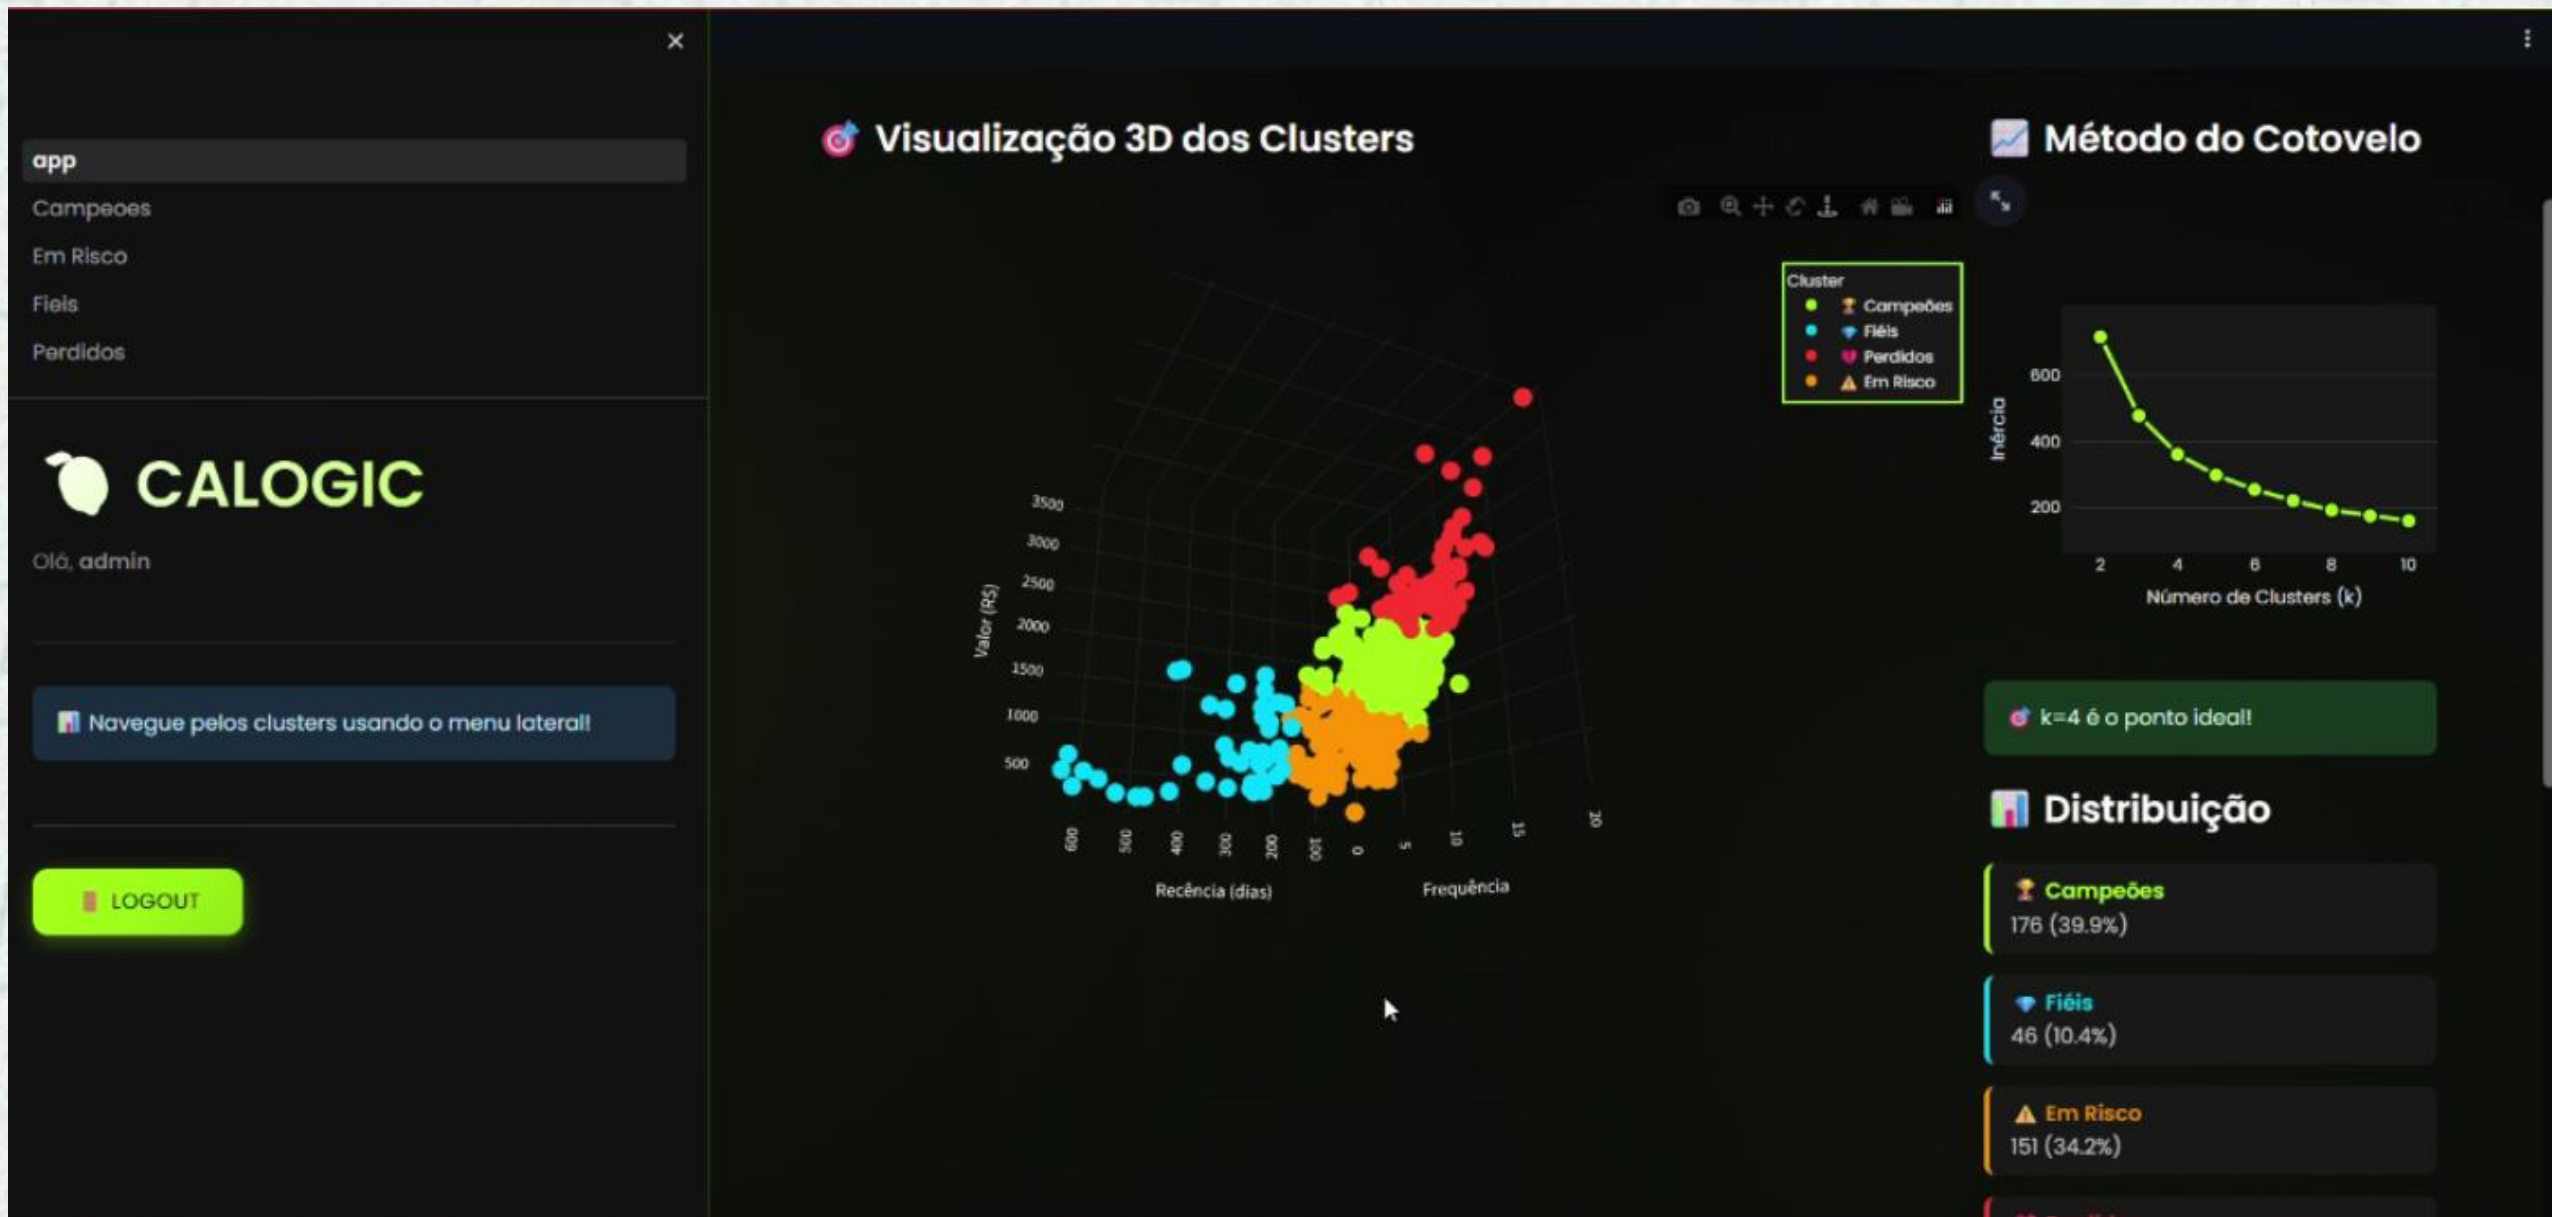 app
Campeoes
Em Risco
Fieis
Perdidos
CALOGIC
Olá, admin
Navegue pelos clusters usando o menu lateral!
LOGOUT
Visualização 3D dos Clusters
Cluster
Campeões
Fiéis
Perdidos
Em Risco
3500
3000
2500
2000
1500
1000
500
Valor (R$)
600
500
400
300
200
100
0
5
10
15
20
Recência (dias)
Frequência
Método do Cotovelo
600
400
200
Inércia
2
4
6
8
10
Número de Clusters (k)
k=4 é o ponto ideal!
Distribuição
Campeões
176 (39.9%)
Fiéis
46 (10.4%)
Em Risco
151 (34.2%)